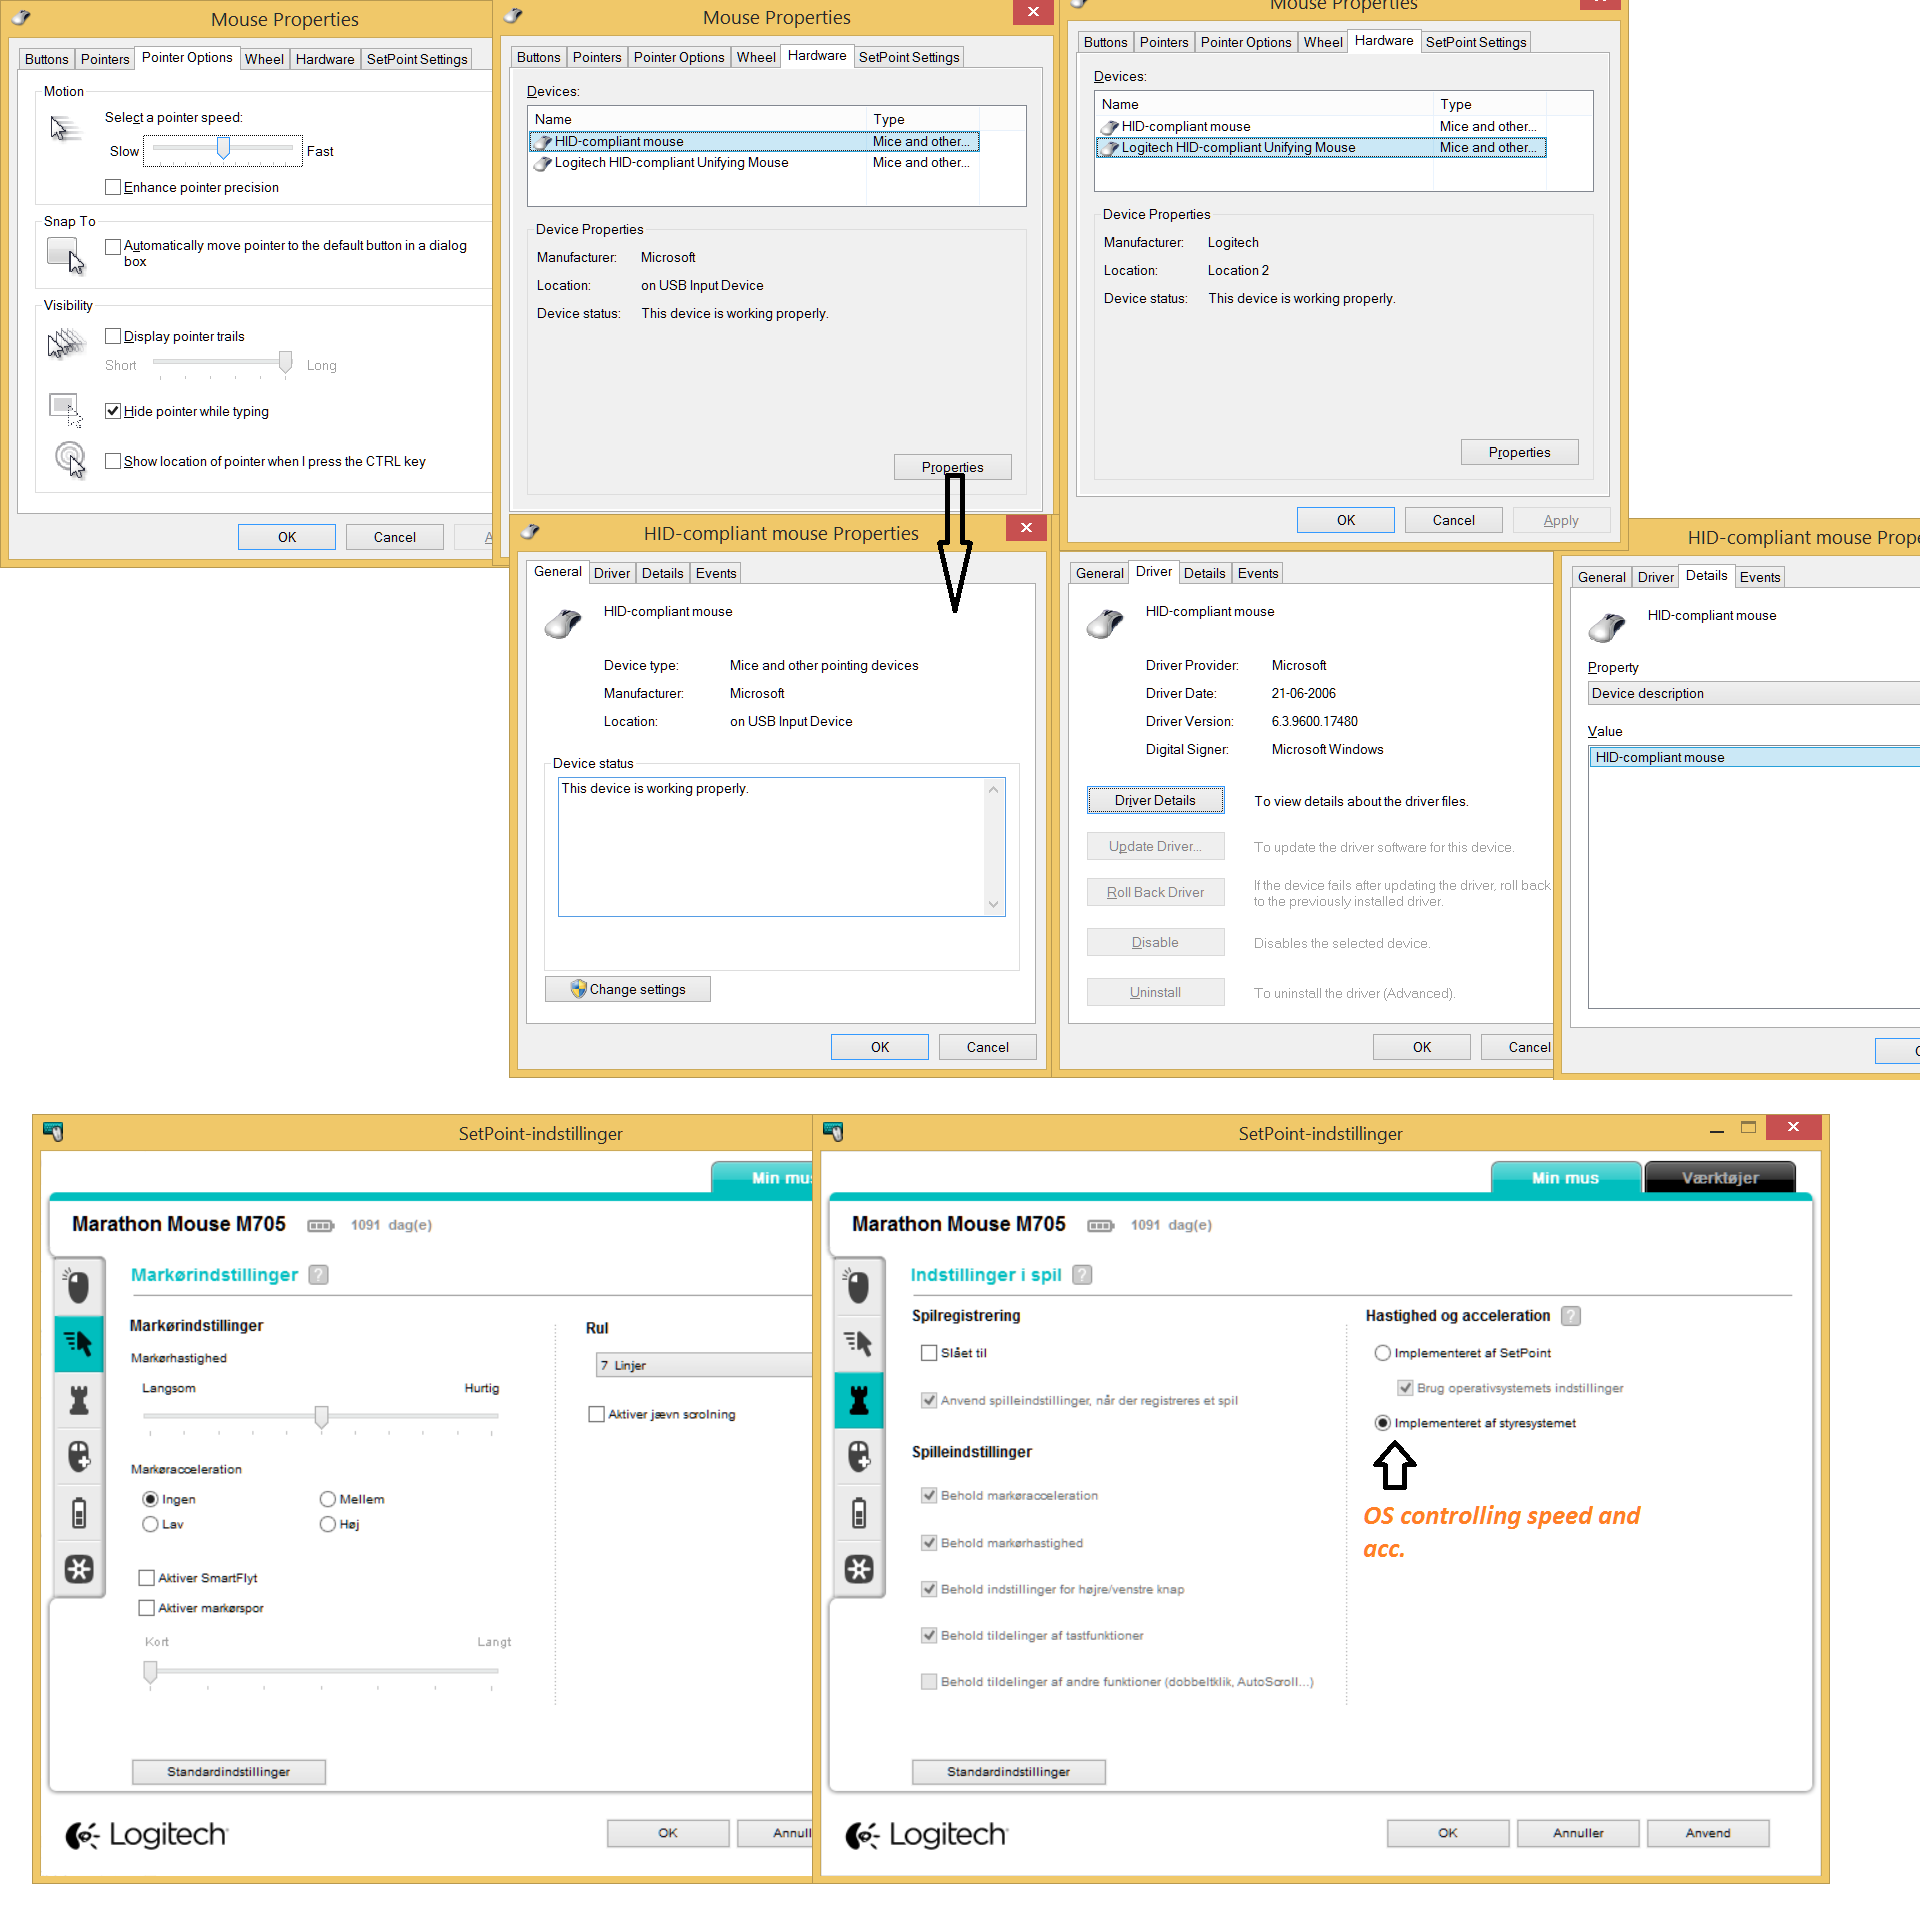 Mouse Properties
Buttons
Pointers
Pointer Options
Wheel
Hardware
SetPoint Settings
Motion
Select a pointer speed:
Slow
Fast
Enhance pointer precision
Snap To
Automatically move pointer to the default button in a dialog
box
Visibility
Display pointer trails
Short
Long
Hide pointer while typing
Show location of pointer when I press the CTRL key
OK
Cancel
A
Mouse Properties
Buttons
Pointers
Pointer Options
Wheel
Hardware
SetPoint Settings
Devices:
Name
Type
HID-compliant mouse
Mice and other...
Logitech HID-compliant Unifying Mouse
Mice and other...
Device Properties
Manufacturer:
Microsoft
Location:
on USB Input Device
Device status:
This device is working properly.
Properties
Mouse Properties
Buttons
Pointers
Pointer Options
Wheel
Hardware
SetPoint Settings
Devices:
Name
Type
HID-compliant mouse
Mice and other...
Logitech HID-compliant Unifying Mouse
Mice and other...
Device Properties
Manufacturer:
Logitech
Location:
Location 2
Device status:
This device is working properly.
Properties
OK
Cancel
Apply
HID-compliant mouse Properties
General
Driver
Details
Events
HID-compliant mouse
Device type:
Mice and other pointing devices
Manufacturer:
Microsoft
Location:
on USB Input Device
Device status
This device is working properly.
Change settings
OK
Cancel
General
Driver
Details
Events
HID-compliant mouse
Driver Provider:
Microsoft
Driver Date:
21-06-2006
Driver Version:
6.3.9600.17480
Digital Signer:
Microsoft Windows
Driver Details
To view details about the driver files.
Update Driver...
To update the driver software for this device.
Roll Back Driver
If the device fails after updating the driver, roll back
to the previously installed driver.
Disable
Disables the selected device.
Uninstall
To uninstall the driver (Advanced).
OK
Cancel
HID-compliant mouse Prope
General
Driver
Details
Events
HID-compliant mouse
Property
Device description
Value
HID-compliant mouse
SetPoint-indstillinger
Min mus
Marathon Mouse M705
1091 dag(e)
Markørindstillinger
?
Markørindstillinger
Markørhastighed
Langsom
Hurtig
Markøracceleration
Ingen
Mellem
Lav
Høj
Aktiver SmartFlyt
Aktiver markørspor
Kort
Langt
Rul
7 Linjer
Aktiver jævn scrolning
Standardindstillinger
Logitech
OK
Annull
SetPoint-indstillinger
Min mus
Værktøjer
Marathon Mouse M705
1091 dag(e)
Indstillinger i spil
?
Spilregistrering
Slået til
Anvend spilleindstillinger, når der registreres et spil
Spilleindstillinger
Behold markøracceleration
Behold markørhastighed
Behold indstillinger for højre/venstre knap
Behold tildelinger af tastfunktioner
Behold tildelinger af andre funktioner (dobbeltklik, AutoScroll...)
Hastighed og acceleration
?
Implementeret af SetPoint
Brug operativsystemets indstillinger
Implementeret af styresystemet
OS controlling speed and
acc.
Standardindstillinger
Logitech
OK
Annuller
Anvend